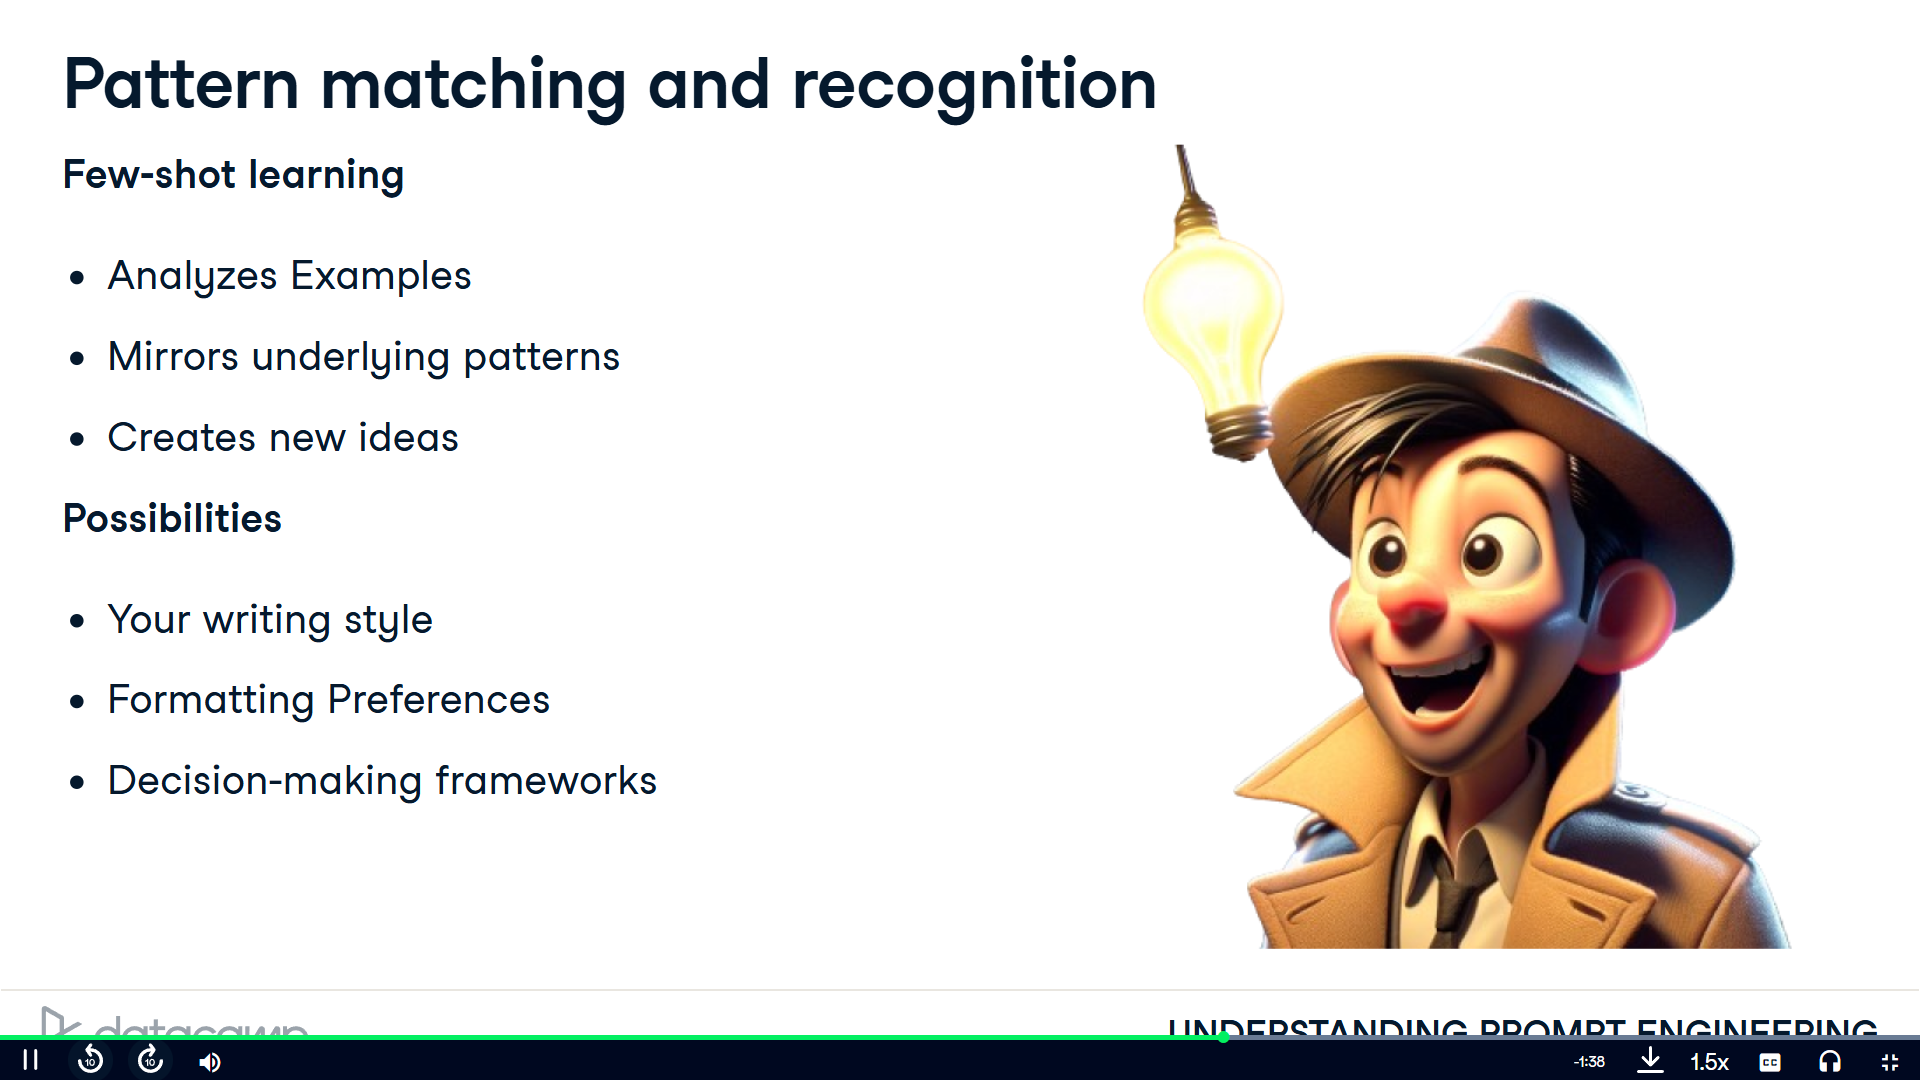 Pattern matching and recognition
Few-shot learning
• Analyzes Examples
• Mirrors underlying patterns
• Creates new ideas
Possibilities
• Your writing style
• Formatting Preferences
• Decision-making frameworks
datacamp
UNDERSTANDING PROMPT ENGINEERING
10
10
-1:38
1.5x
CC